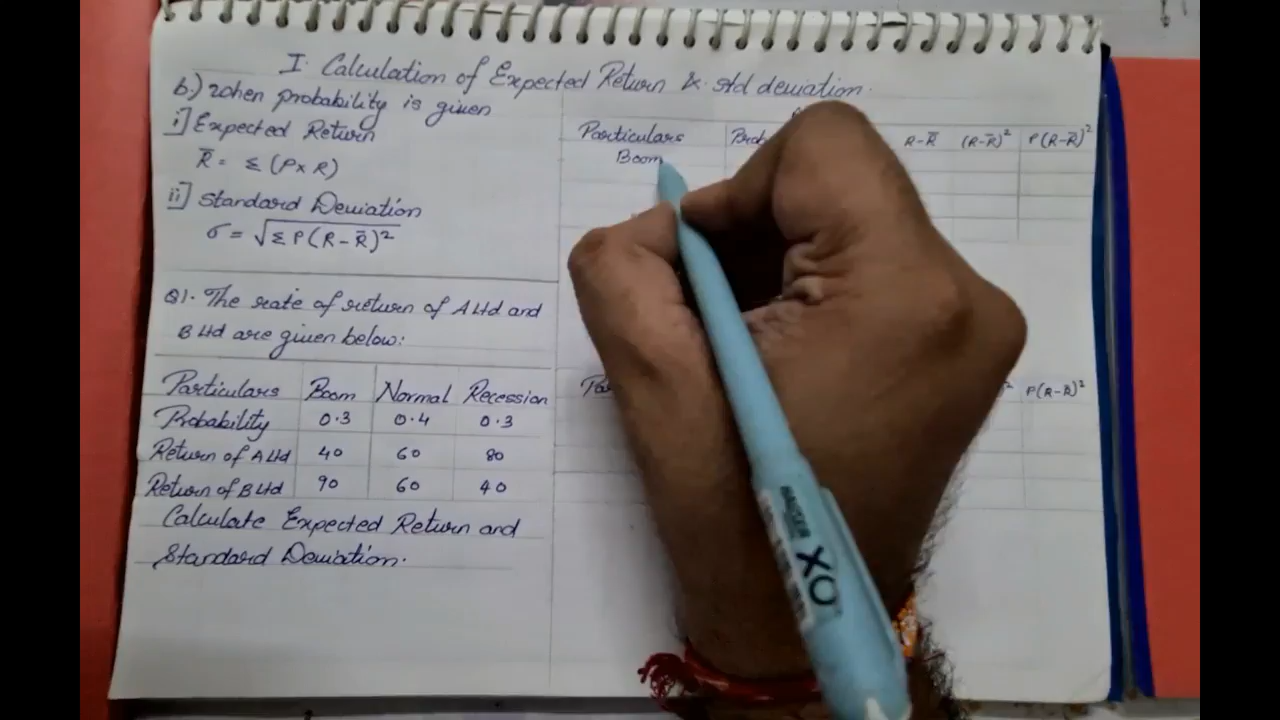 I. Calculation of Expected Return & Std deviation.
b.) When probability is given
i] Expected Return
R̄ = Σ (P x R)
ii] Standard Deviation
σ = √Σ P(R-R̄)²
Q1. The rate of return of A Ltd and
B Ltd are given below:
Particulars Boom Normal Recession
Probability 0.3 0.4 0.3
Return of A Ltd 40 60 80
Return of B Ltd 90 60 40
Calculate Expected Return and
Standard Deviation.
Particulars R-R̄ (R-R̄)² P(R-R̄)²
Boom
P(R-R̄)²
HAUSER
XO